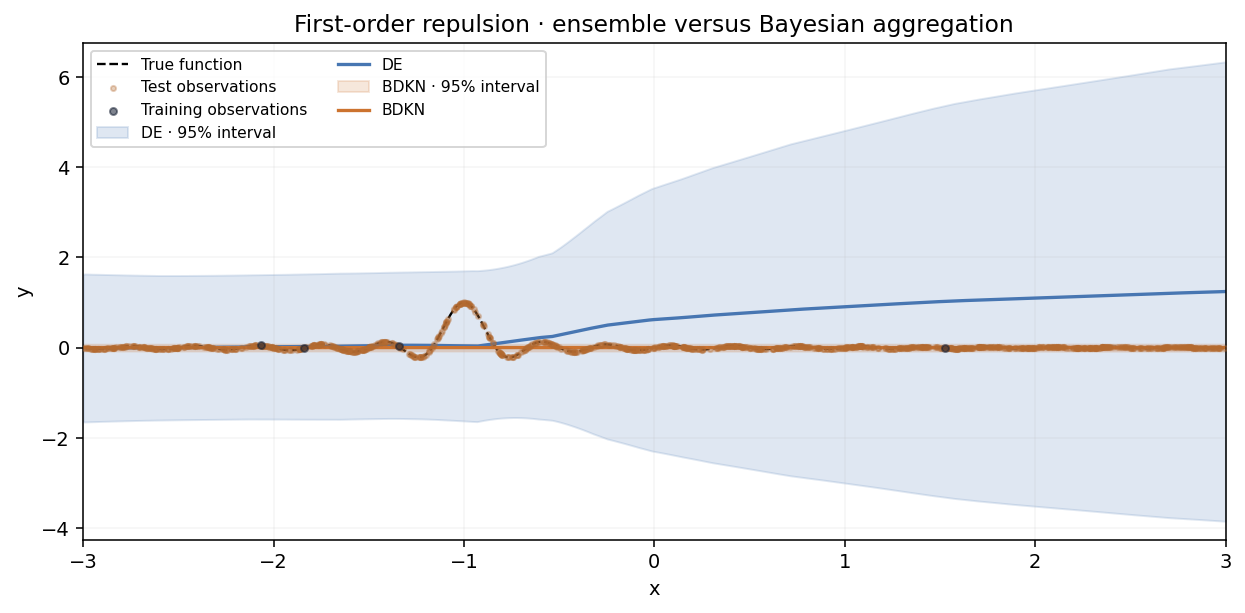 First-order repulsion · ensemble versus Bayesian aggregation
True function
Test observations
Training observations
DE · 95% interval
DE
BDKN · 95% interval
BDKN
y
6
4
2
0
−2
−4
−3
−2
−1
0
1
2
3
x